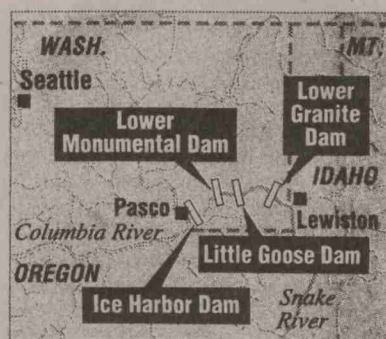 WASH.
MT.
Seattle
Lower
Granite
Dam
Lower
Monumental Dam
IDAHO
Pasco
Lewiston
Columbia River
Little Goose Dam
OREGON
Ice Harbor Dam
Snake
River